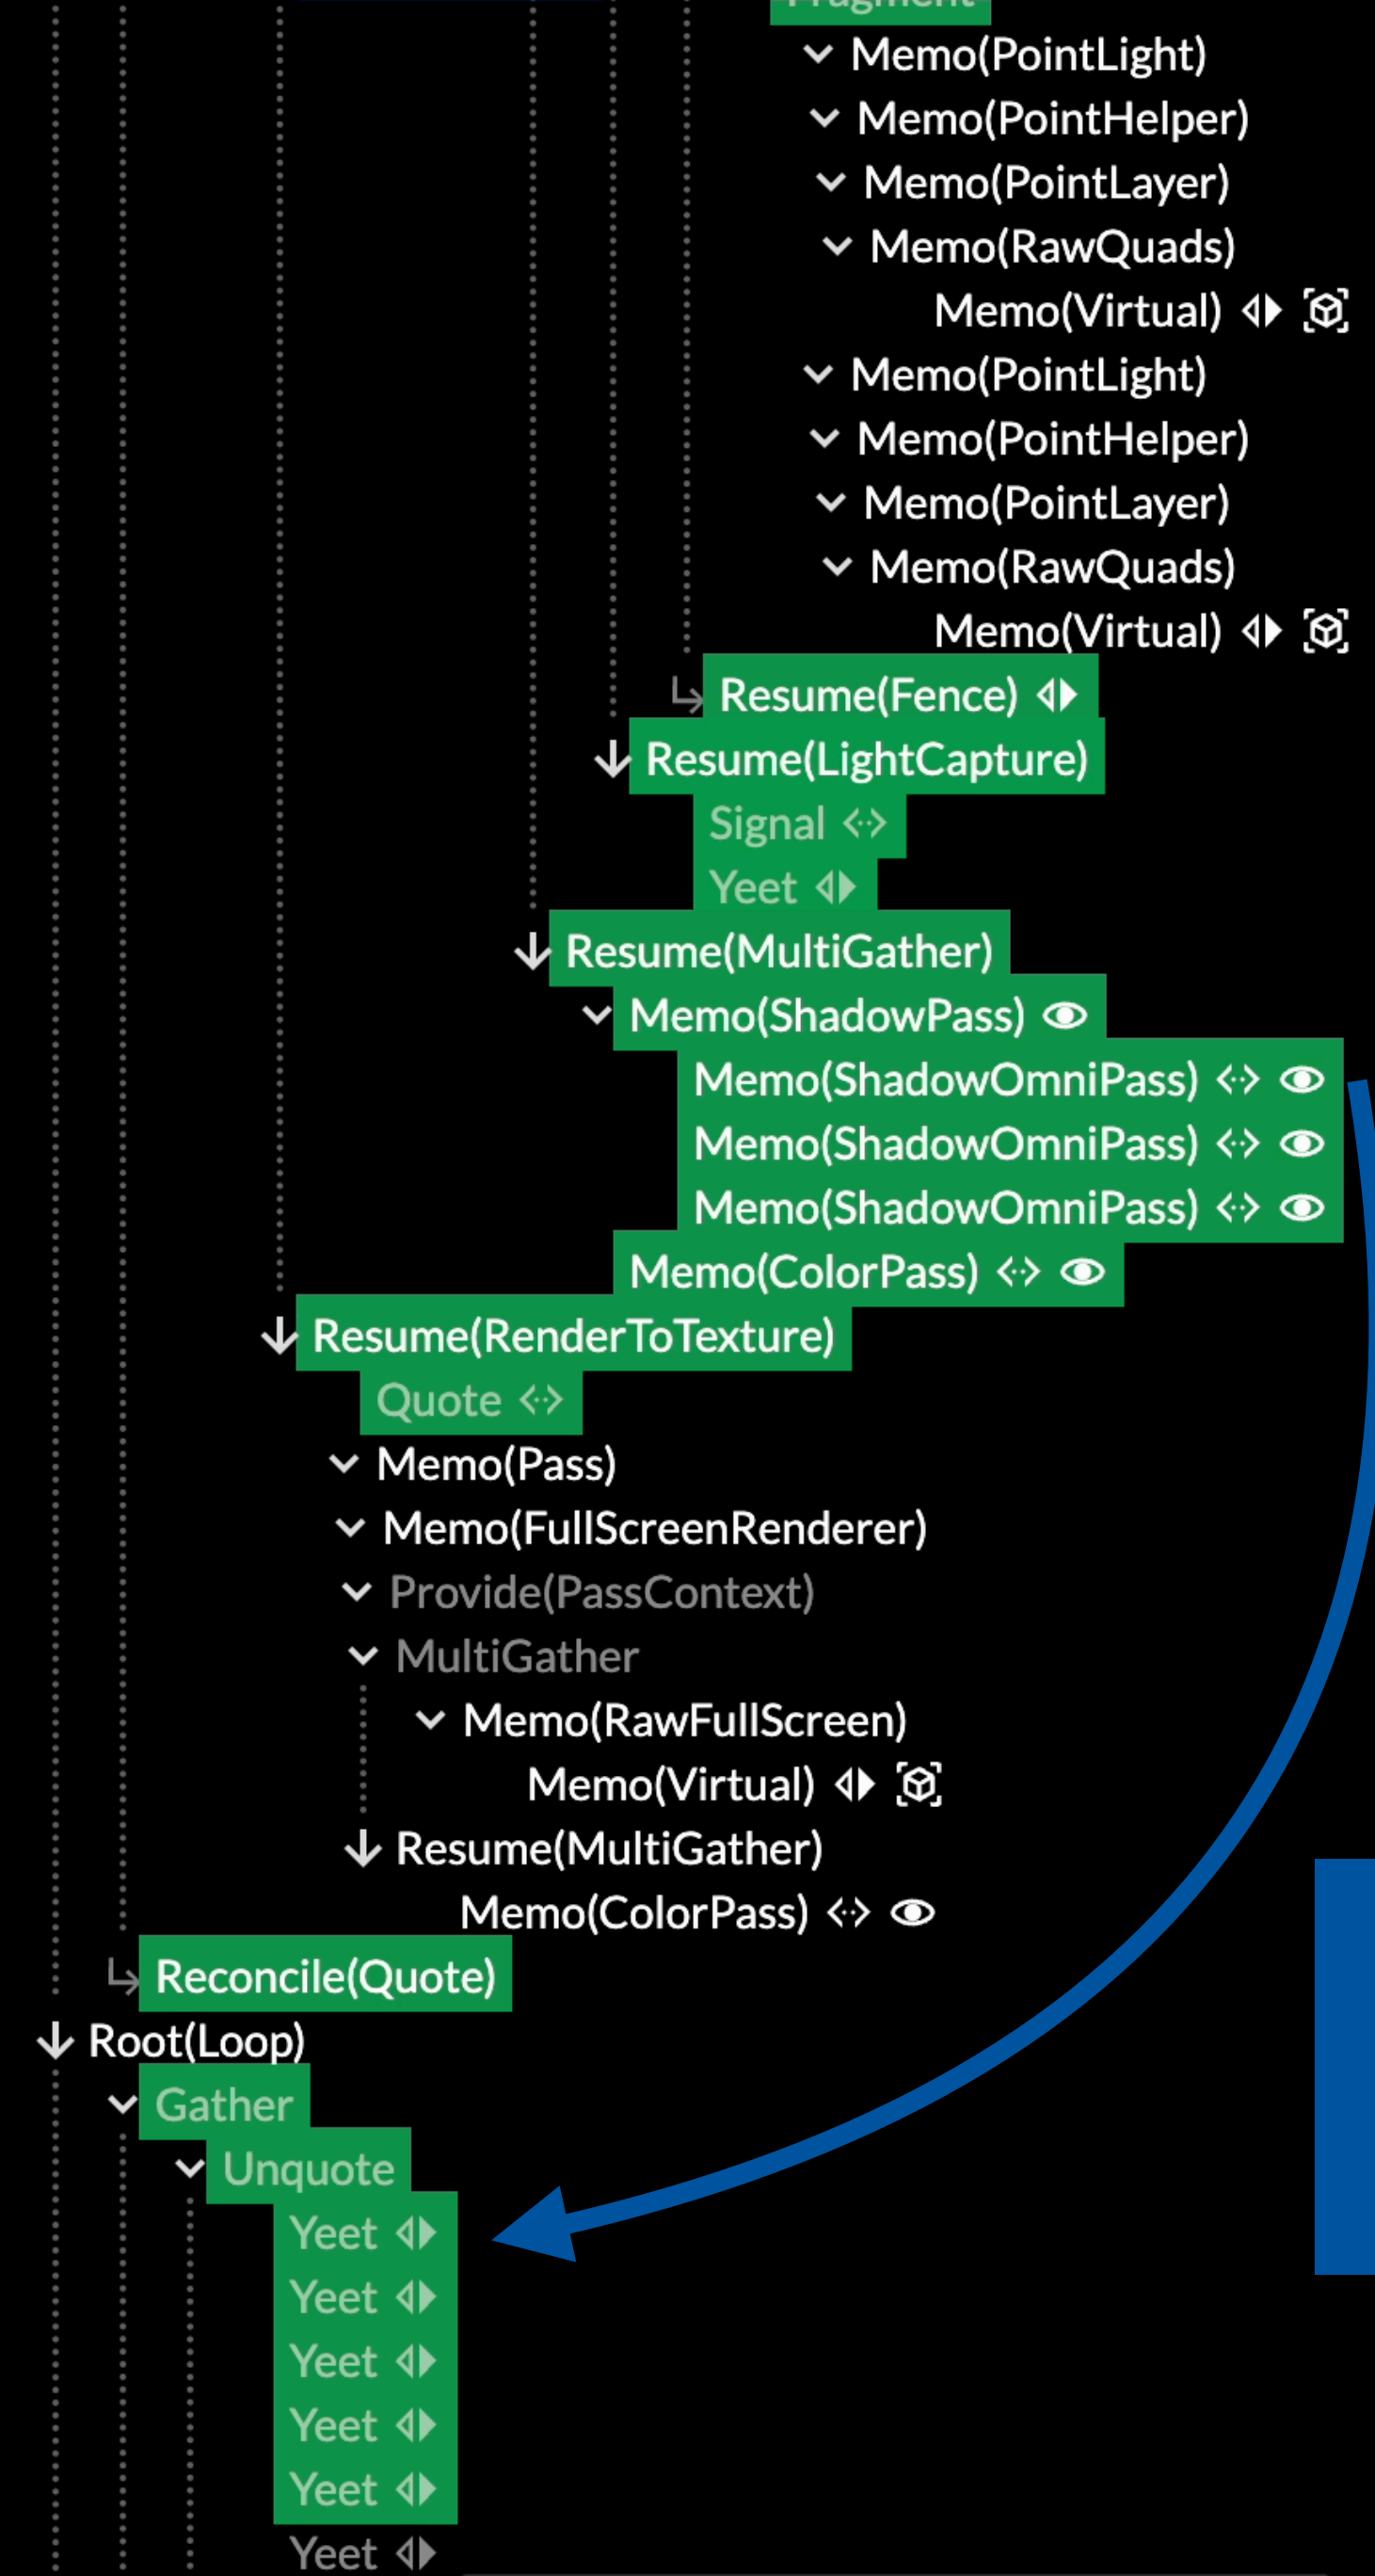 Fragment
Memo(PointLight)
Memo(PointHelper)
Memo(PointLayer)
Memo(RawQuads)
Memo(Virtual)
Memo(PointLight)
Memo(PointHelper)
Memo(PointLayer)
Memo(RawQuads)
Memo(Virtual)
Resume(Fence)
Resume(LightCapture)
Signal
Yeet
Resume(MultiGather)
Memo(ShadowPass)
Memo(ShadowOmniPass)
Memo(ShadowOmniPass)
Memo(ShadowOmniPass)
Memo(ColorPass)
Resume(RenderToTexture)
Quote
Memo(Pass)
Memo(FullScreenRenderer)
Provide(PassContext)
MultiGather
Memo(RawFullScreen)
Memo(Virtual)
Resume(MultiGather)
Memo(ColorPass)
Reconcile(Quote)
Root(Loop)
Gather
Unquote
Yeet
Yeet
Yeet
Yeet
Yeet
Yeet